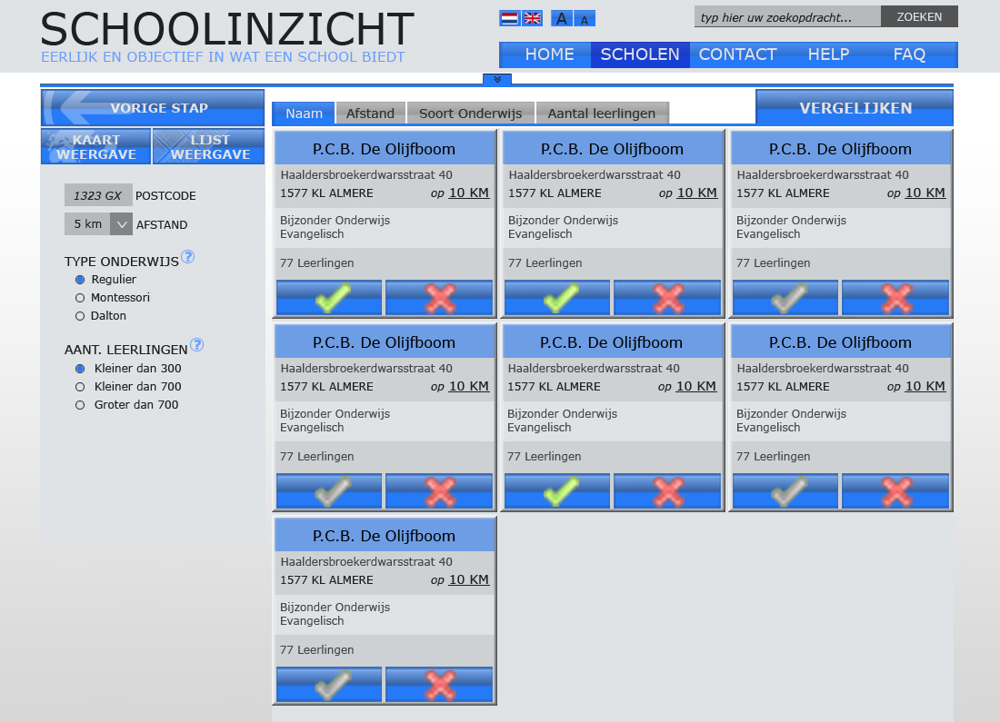 SCHOOLINZICHT
EERLIJK EN OBJECTIEF IN WAT EEN SCHOOL BIEDT
A A
typ hier uw zoekopdracht...
ZOEKEN
HOME SCHOLEN CONTACT HELP FAQ
VORIGE STAP
KAART WEERGAVE
LIJST WEERGAVE
1323 GX POSTCODE
5 km AFSTAND
TYPE ONDERWIJS ?
Regulier
Montessori
Dalton
AANT. LEERLINGEN ?
Kleiner dan 300
Kleiner dan 700
Groter dan 700
Naam Afstand Soort Onderwijs Aantal leerlingen
VERGELIJKEN
P.C.B. De Olijfboom
Haaldersbroekerdwarsstraat 40
1577 KL ALMERE op 10 KM
Bijzonder Onderwijs
Evangelisch
77 Leerlingen
P.C.B. De Olijfboom
Haaldersbroekerdwarsstraat 40
1577 KL ALMERE op 10 KM
Bijzonder Onderwijs
Evangelisch
77 Leerlingen
P.C.B. De Olijfboom
Haaldersbroekerdwarsstraat 40
1577 KL ALMERE op 10 KM
Bijzonder Onderwijs
Evangelisch
77 Leerlingen
P.C.B. De Olijfboom
Haaldersbroekerdwarsstraat 40
1577 KL ALMERE op 10 KM
Bijzonder Onderwijs
Evangelisch
77 Leerlingen
P.C.B. De Olijfboom
Haaldersbroekerdwarsstraat 40
1577 KL ALMERE op 10 KM
Bijzonder Onderwijs
Evangelisch
77 Leerlingen
P.C.B. De Olijfboom
Haaldersbroekerdwarsstraat 40
1577 KL ALMERE op 10 KM
Bijzonder Onderwijs
Evangelisch
77 Leerlingen
P.C.B. De Olijfboom
Haaldersbroekerdwarsstraat 40
1577 KL ALMERE op 10 KM
Bijzonder Onderwijs
Evangelisch
77 Leerlingen